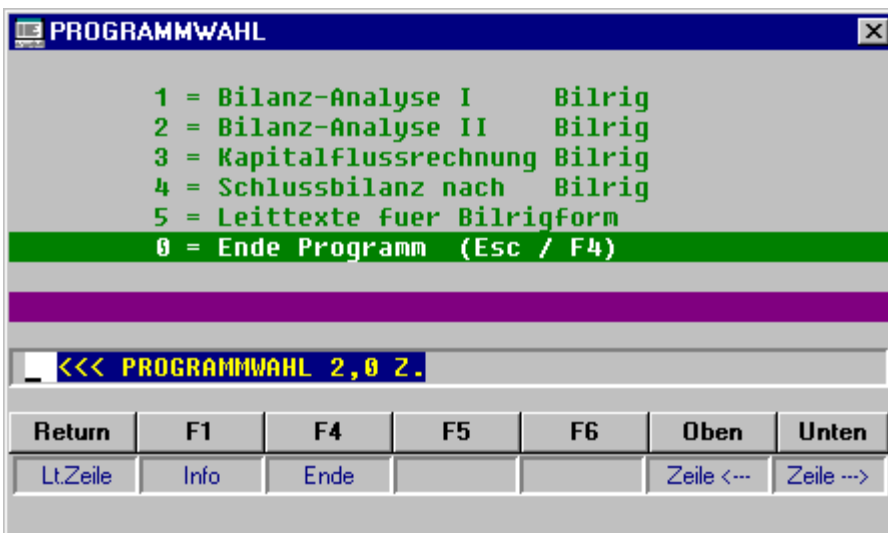 PROGRAMMWAHL
1 = Bilanz-Analyse I Bilrig
2 = Bilanz-Analyse II Bilrig
3 = Kapitalflussrechnung Bilrig
4 = Schlussbilanz nach Bilrig
5 = Leittexte fuer Bilrigform
0 = Ende Programm (Esc / F4)
_ <<< PROGRAMMWAHL 2,0 Z.
Return F1 F4 F5 F6 Oben Unten
Lt.Zeile Info Ende Zeile <--- Zeile --->